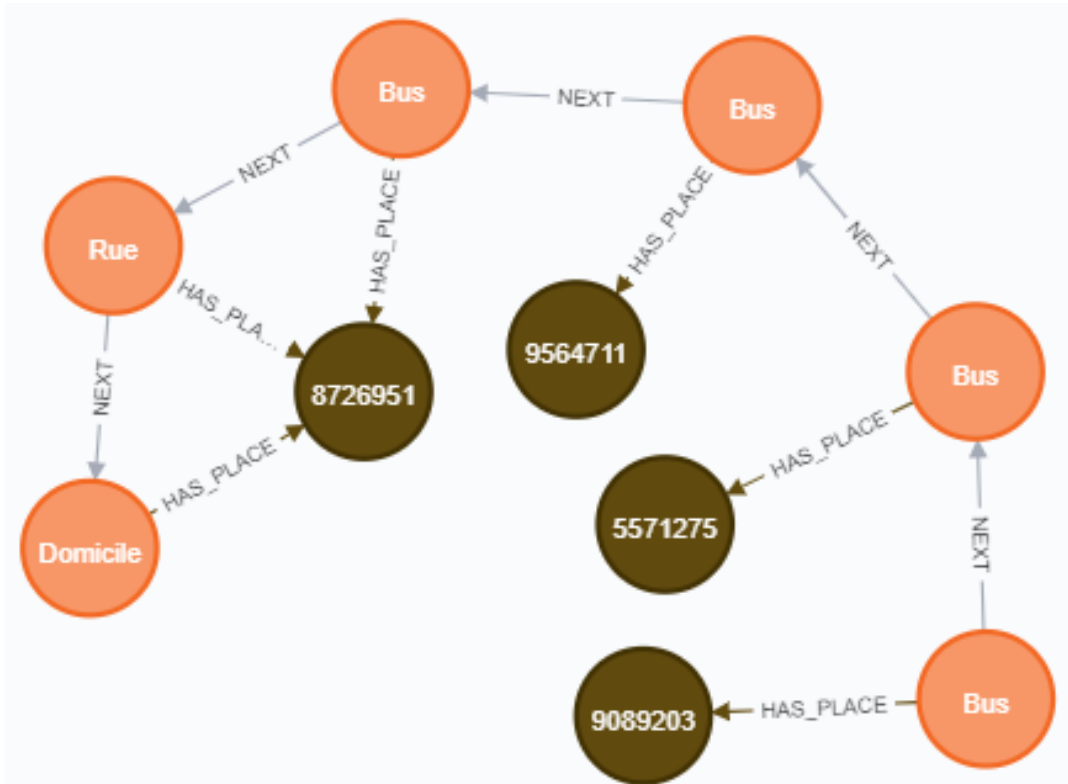 Bus
NEXT
Bus
NEXT
HAS_PLACE
HAS_PLACE
NEXT
Rue
HAS_PLA...
9564711
NEXT
8726951
Bus
HAS_PLACE
HAS_PLACE
5571275
NEXT
Domicile
9089203
HAS_PLACE
Bus